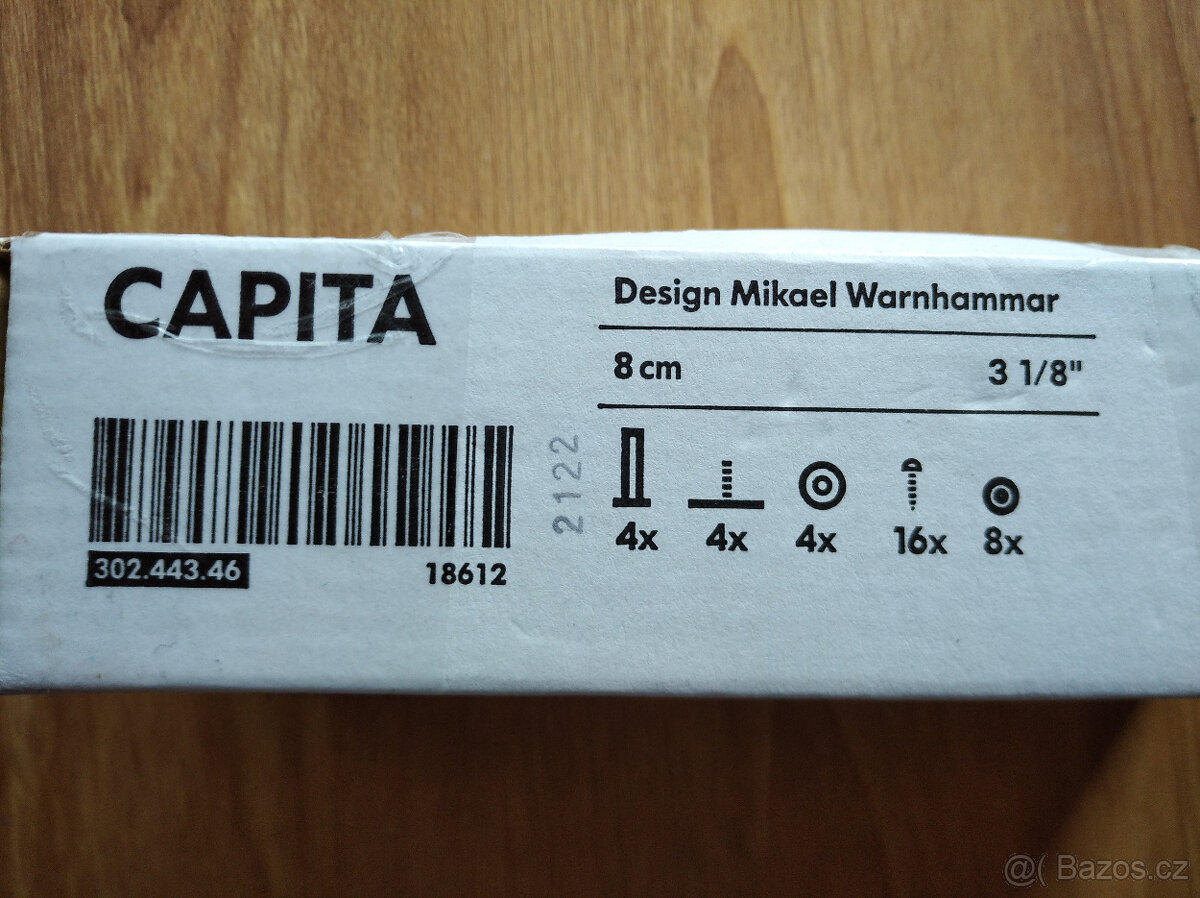 CAPITA
Design Mikael Warnhammar
8 cm 3 1/8"
2122
4x 4x 4x 16x 8x
302.443.46 18612
@( Bazos.cz